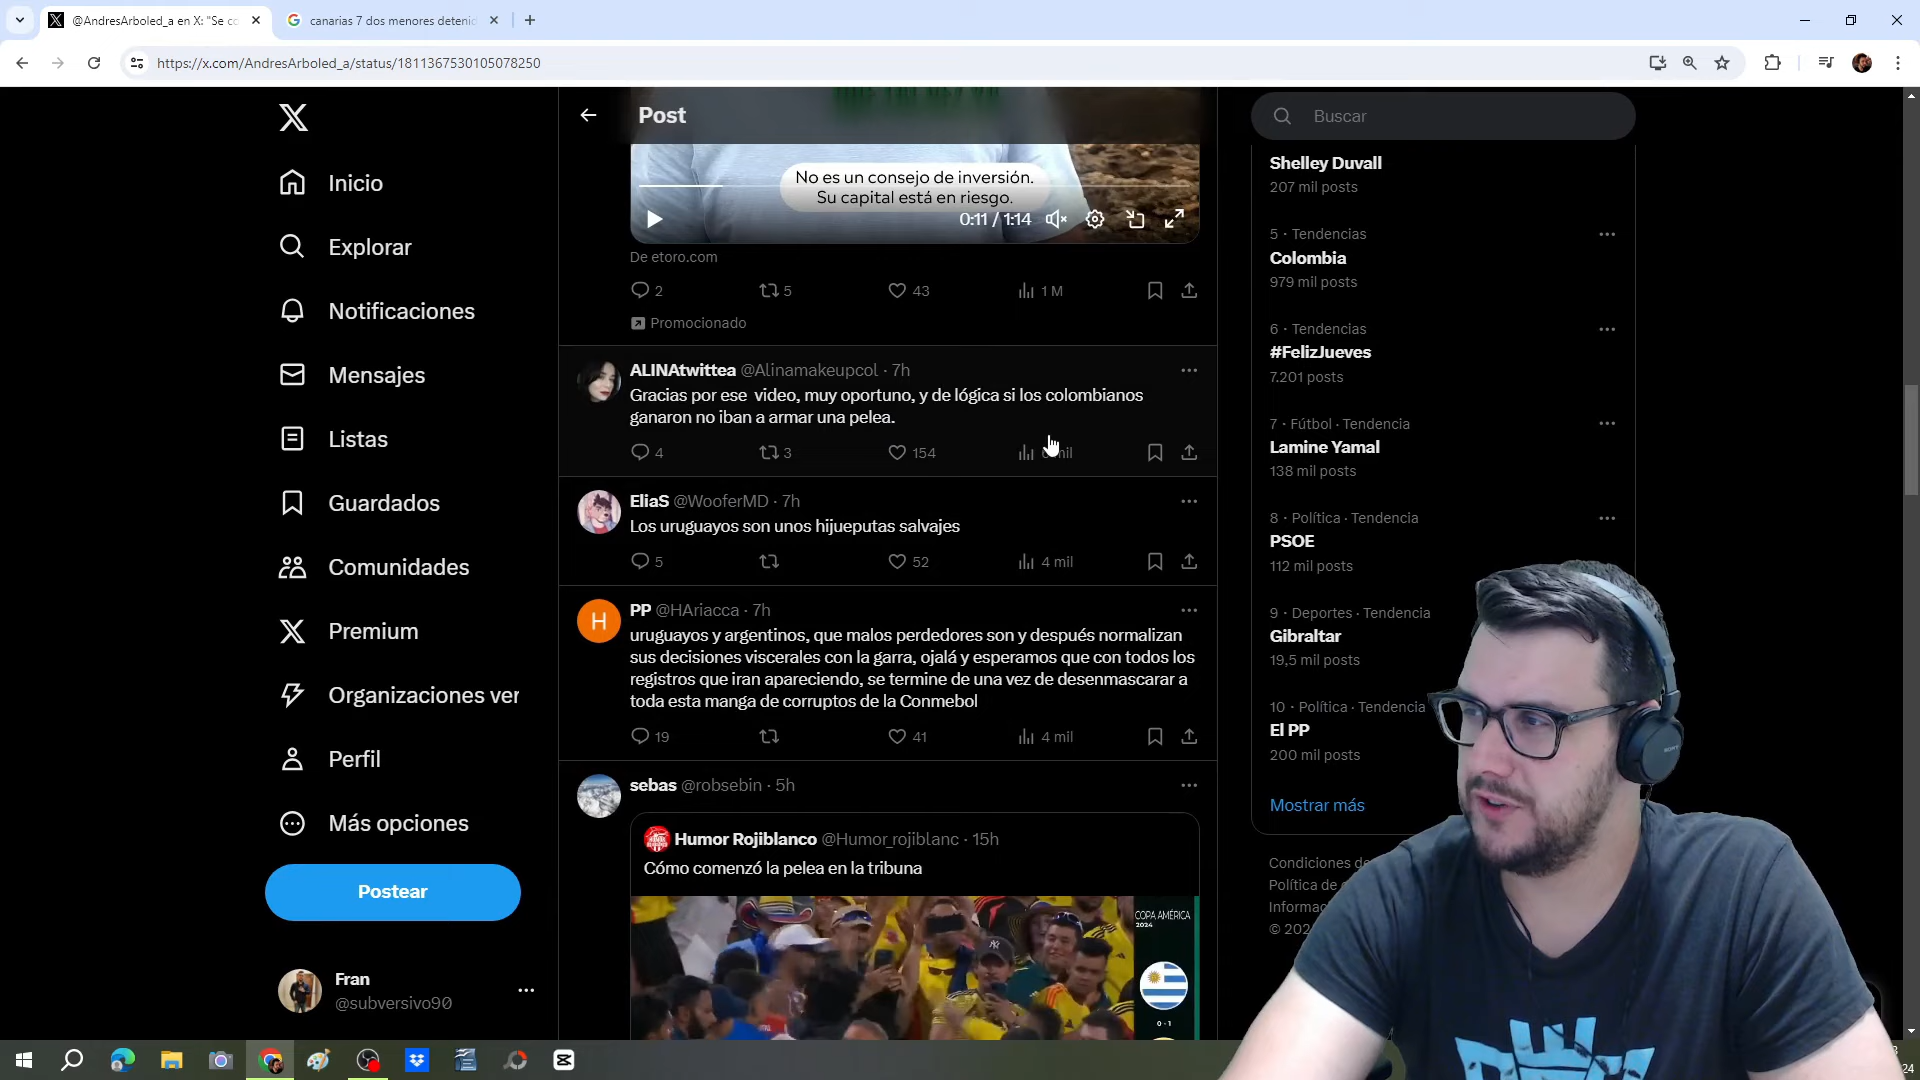 @AndresArboled_a en X: "Se co
canarias 7 dos menores deteni
https://x.com/AndresArboled_a/status/1811367530105078250
Post
Buscar
Inicio
Explorar
Notificaciones
Mensajes
Listas
Guardados
Comunidades
Premium
Organizaciones ver
Perfil
Más opciones
Postear
Fran
@subversivo90
No es un consejo de inversión.
Su capital está en riesgo.
0:11 / 1:14
De etoro.com
2 5 43 1 M
Promocionado
ALINAtwittea @Alinamakeupcol · 7h
Gracias por ese video, muy oportuno, y de lógica si los colombianos
ganaron no iban a armar una pelea.
4 3 154 mil
EliaS @WooferMD · 7h
Los uruguayos son unos hijueputas salvajes
5 52 4 mil
PP @HAriacca · 7h
H
uruguayos y argentinos, que malos perdedores son y después normalizan
sus decisiones viscerales con la garra, ojalá y esperamos que con todos los
registros que iran apareciendo, se termine de una vez de desenmascarar a
toda esta manga de corruptos de la Conmebol
19 41 4 mil
sebas @robsebin · 5h
Humor Rojiblanco @Humor_rojiblanc · 15h
Cómo comenzó la pelea en la tribuna
COPA AMÉRICA
2024
0 - 1
Shelley Duvall
207 mil posts
5 · Tendencias
Colombia
979 mil posts
6 · Tendencias
#FelizJueves
7.201 posts
7 · Fútbol · Tendencia
Lamine Yamal
138 mil posts
8 · Política · Tendencia
PSOE
112 mil posts
9 · Deportes · Tendencia
Gibraltar
19,5 mil posts
10 · Política · Tendencia
El PP
200 mil posts
Mostrar más
Condiciones de
Política de
Informac
© 202
SONY
24